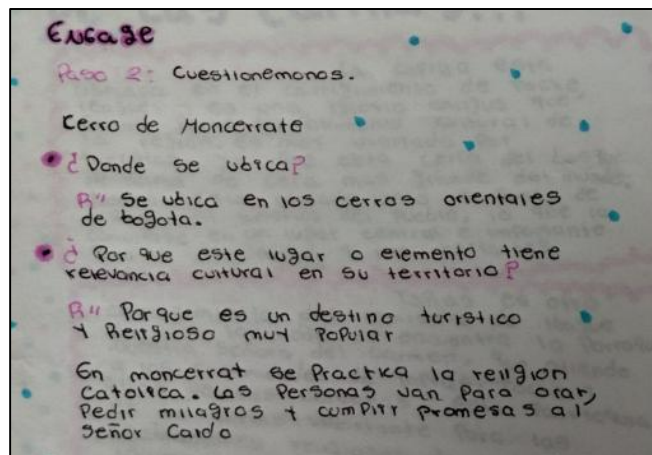 Encage
Paso 2: Cuestionemonos.
Cerro de Moncerrate
¿Donde se ubica?
R// Se ubica en los cerros orientales
de bogota.
¿Por que este lugar o elemento tiene
relevancia cultural en su territorio?
R// Porque es un destino turistico
y Religioso muy Popular
En moncerrat se Practica la religion
Catolica. Las Personas van Para orar,
Pedir milagros y cumplir Promesas al
Señor Caido